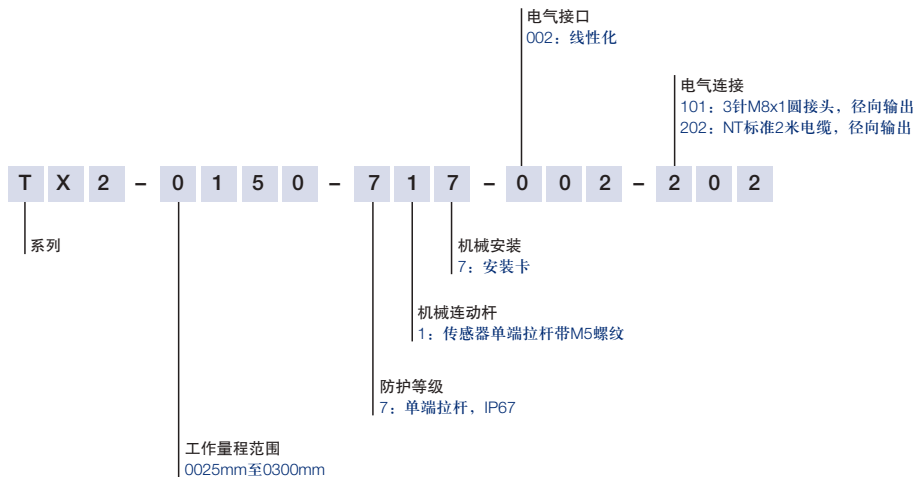 电气接口
002：线性化
电气连接
101：3针M8x1圆接头，径向输出
202：NT标准2米电缆，径向输出
T X 2 - 0 1 5 0 - 7 1 7 - 0 0 2 - 2 0 2
系列
机械安装
7：安装卡
机械连动杆
1：传感器单端拉杆带M5螺纹
防护等级
7：单端拉杆，IP67
工作量程范围
0025mm至0300mm